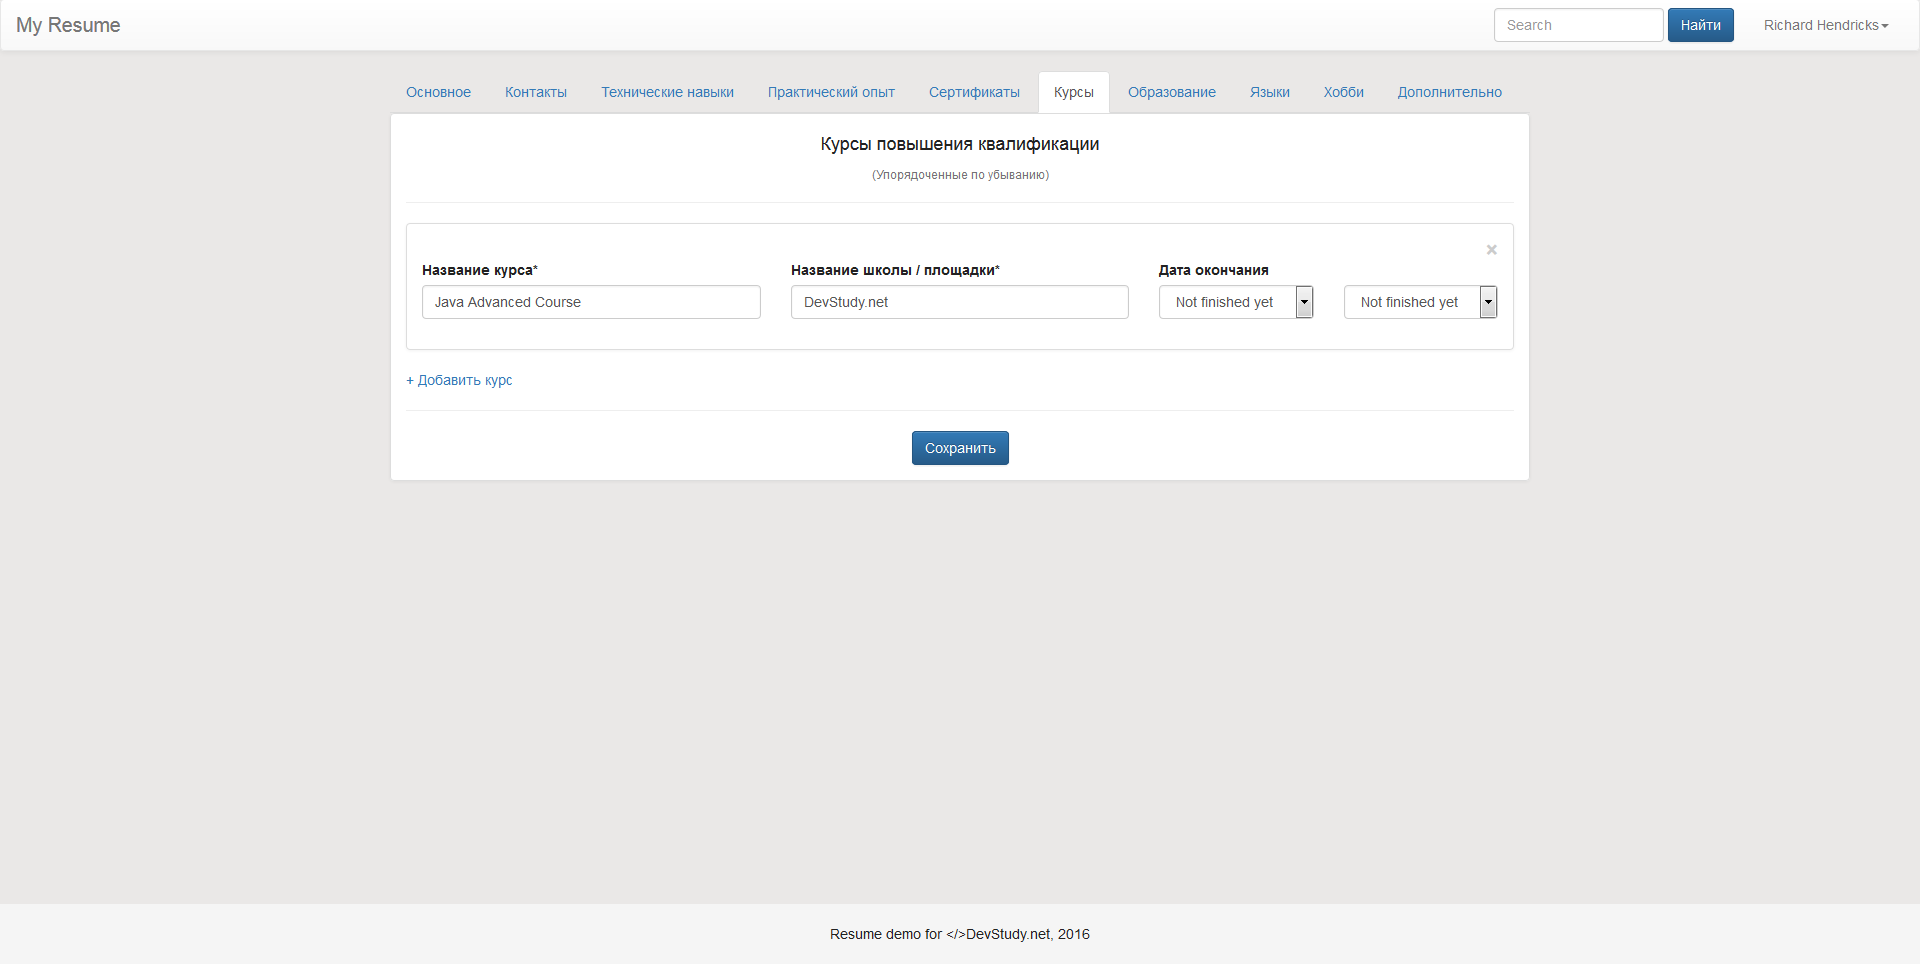 My Resume
Search
Найти
Richard Hendricks
Основное
Контакты
Технические навыки
Практический опыт
Сертификаты
Курсы
Образование
Языки
Хобби
Дополнительно
Курсы повышения квалификации
(Упорядоченные по убыванию)
×
Название курса*
Название школы / площадки*
Дата окончания
Java Advanced Course
DevStudy.net
Not finished yet
Not finished yet
+ Добавить курс
Сохранить
Resume demo for </>DevStudy.net, 2016